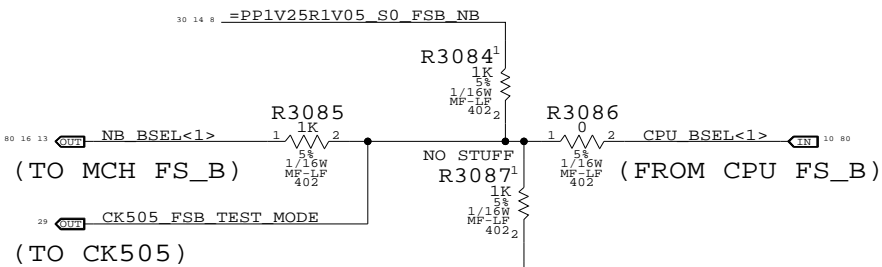 30 14 8 =PP1V25R1V05_S0_FSB_NB
R3084 1
1K
5%
1/16W
MF-LF
402 2
R3085
1K
1 2
5%
1/16W
MF-LF
402
R3086
0
1 2
5%
1/16W
MF-LF
402
80 16 13 OUT NB_BSEL<1>
CPU_BSEL<1> IN 10 80
(TO MCH FS_B)
(FROM CPU FS_B)
NO STUFF
R3087 1
1K
5%
1/16W
MF-LF
402 2
29 OUT CK505_FSB_TEST_MODE
(TO CK505)